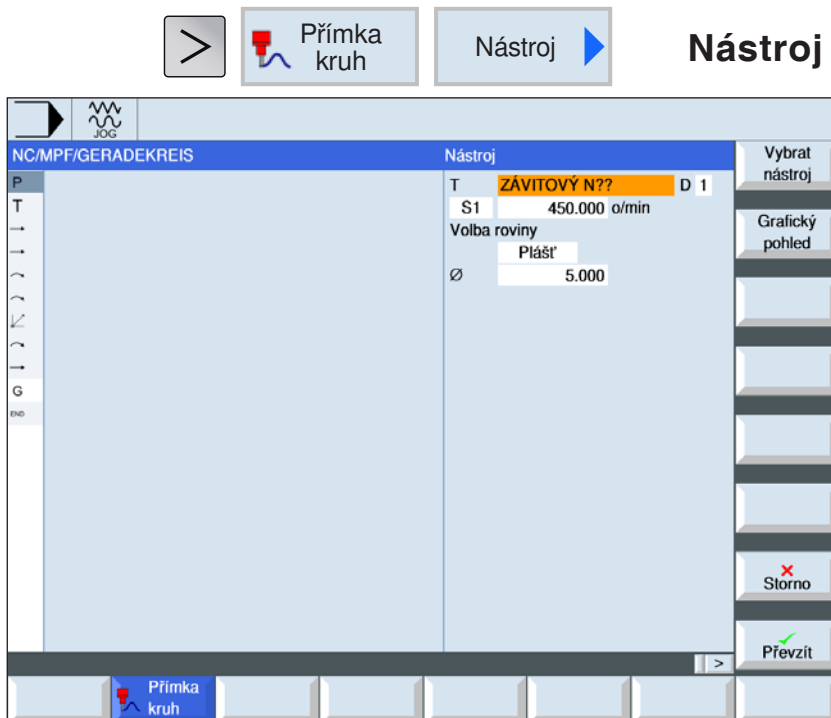 >
Přímka
kruh
Nástroj
Nástroj
JOG
NC/MPF/GERADEKREIS
Nástroj
Vybrat
nástroj
P
T
G
END
T ZÁVITOVÝ N?? D 1
S1 450.000 o/min
Volba roviny
Plášť
Ø 5.000
Grafický
pohled
Storno
Převzít
>
Přímka
kruh